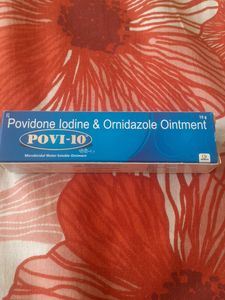 Povidone Iodine & Ornidazole Ointment
15 g
POVI-10
Microbicidal Water Soluble Ointment